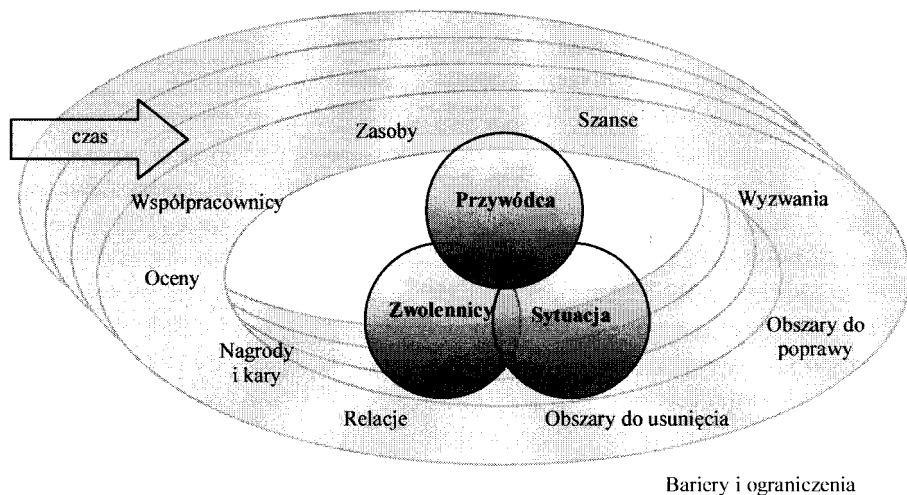 czas
Zasoby
Szanse
Współpracownicy
Przywódca
Wyzwania
Oceny
Zwolennicy
Sytuacja
Nagrody
i kary
Obszary do
poprawy
Relacje
Obszary do usunięcia
Bariery i ograniczenia